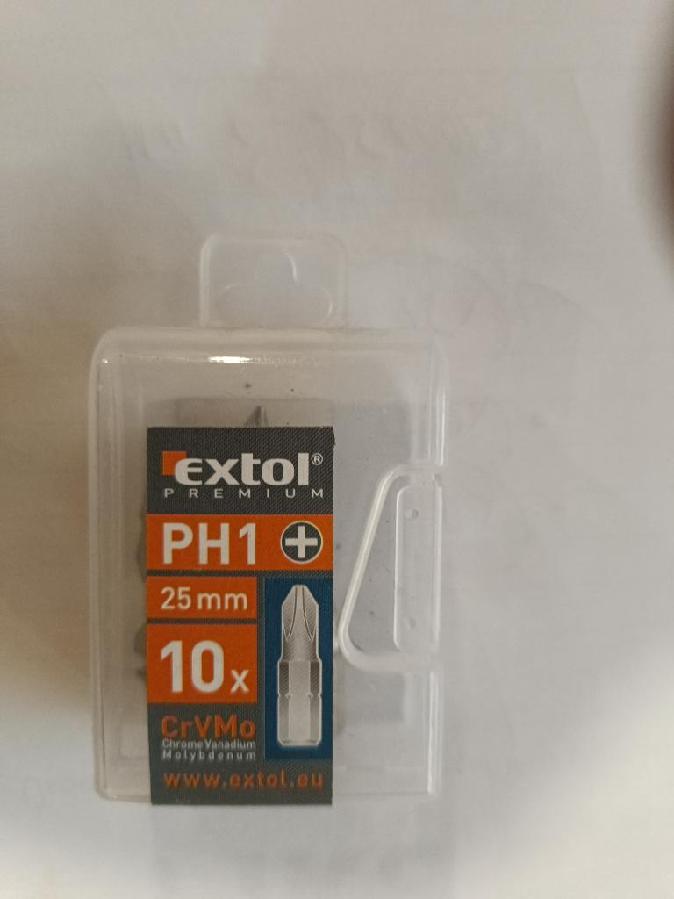 extol®
PREMIUM
PH1
25mm
10x
CrVMo
Chrome Vanadium
Molybdenum
www.extol.eu